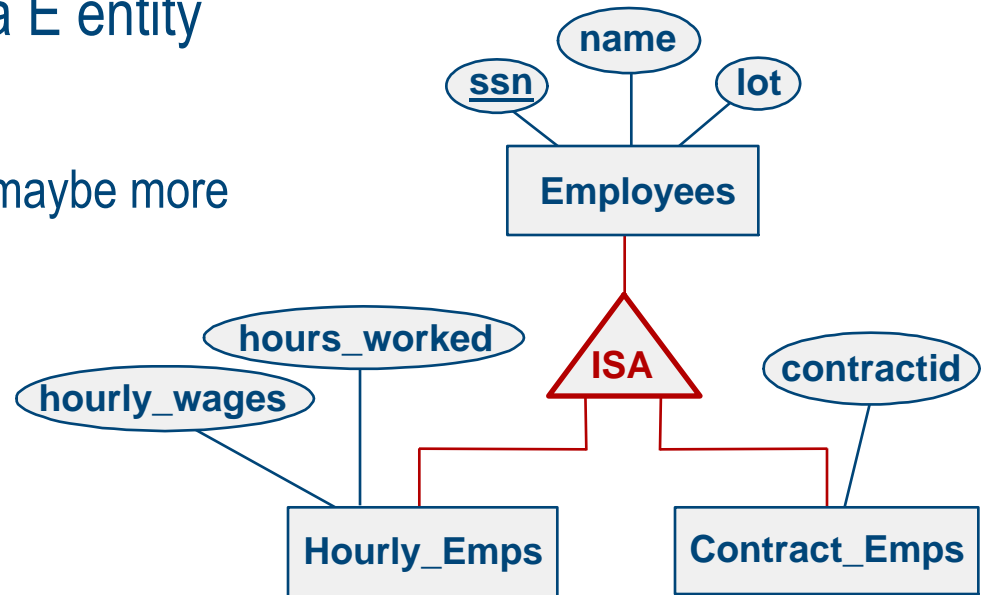 a E entity
maybe more
name
ssn
lot
Employees
ISA
hours_worked
hourly_wages
contractid
Hourly_Emps
Contract_Emps